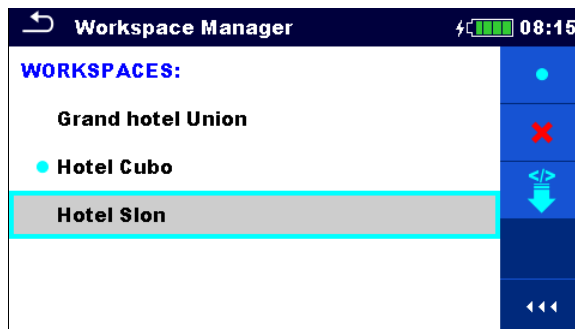 Workspace Manager 08:15
WORKSPACES:
Grand hotel Union
Hotel Cubo
</>
Hotel Slon